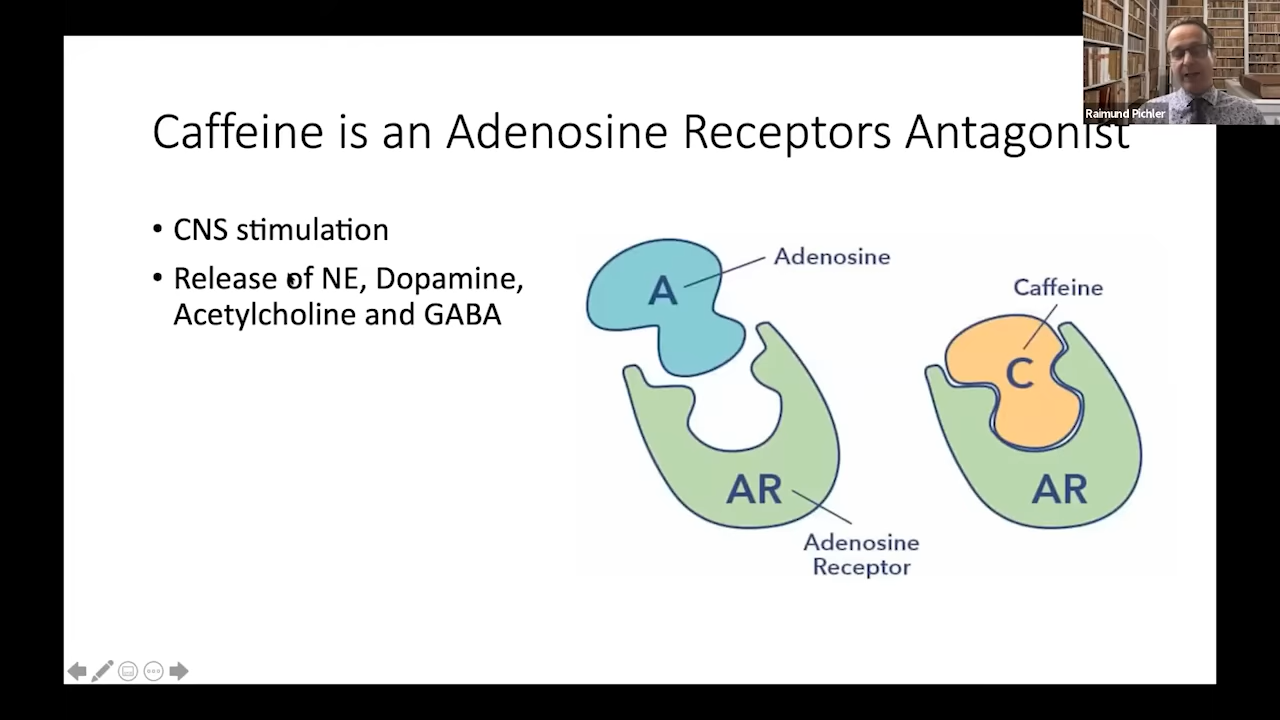 Raimund Pichler
Caffeine is an Adenosine Receptors Antagonist
• CNS stimulation
• Release of NE, Dopamine,
Acetylcholine and GABA
Adenosine
A
Caffeine
C
AR
AR
Adenosine
Receptor